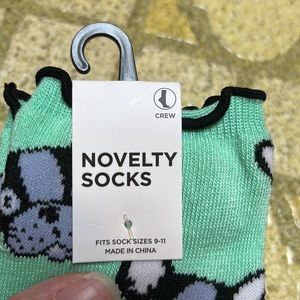 CREW
NOVELTY
SOCKS
FITS SOCK SIZES 9-11
MADE IN CHINA